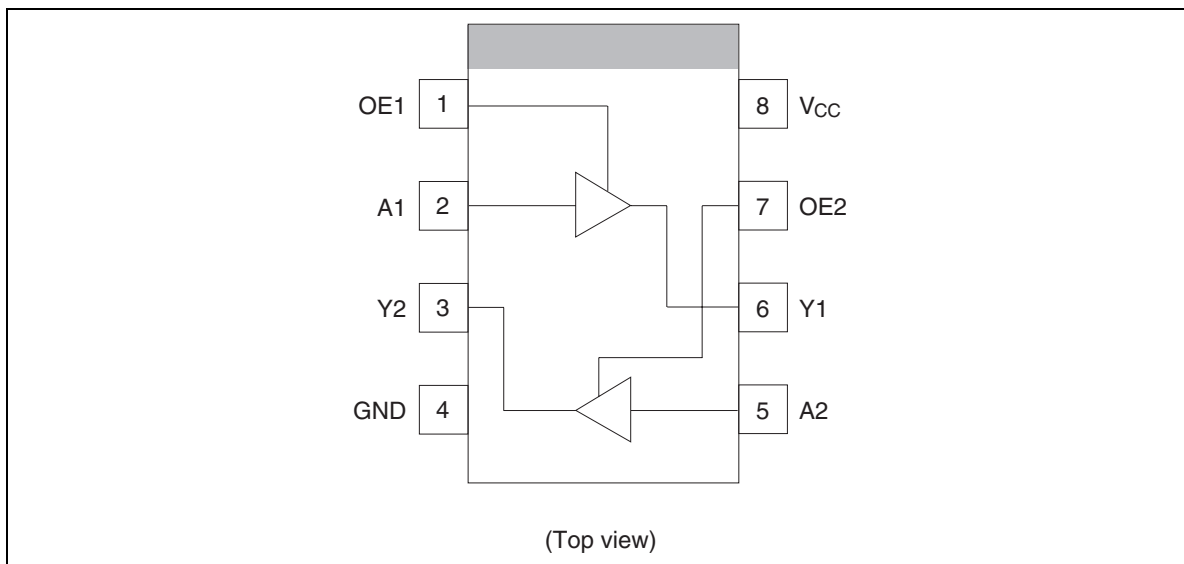 OE1 1 8 VCC
A1 2 7 OE2
Y2 3 6 Y1
GND 4 5 A2
(Top view)